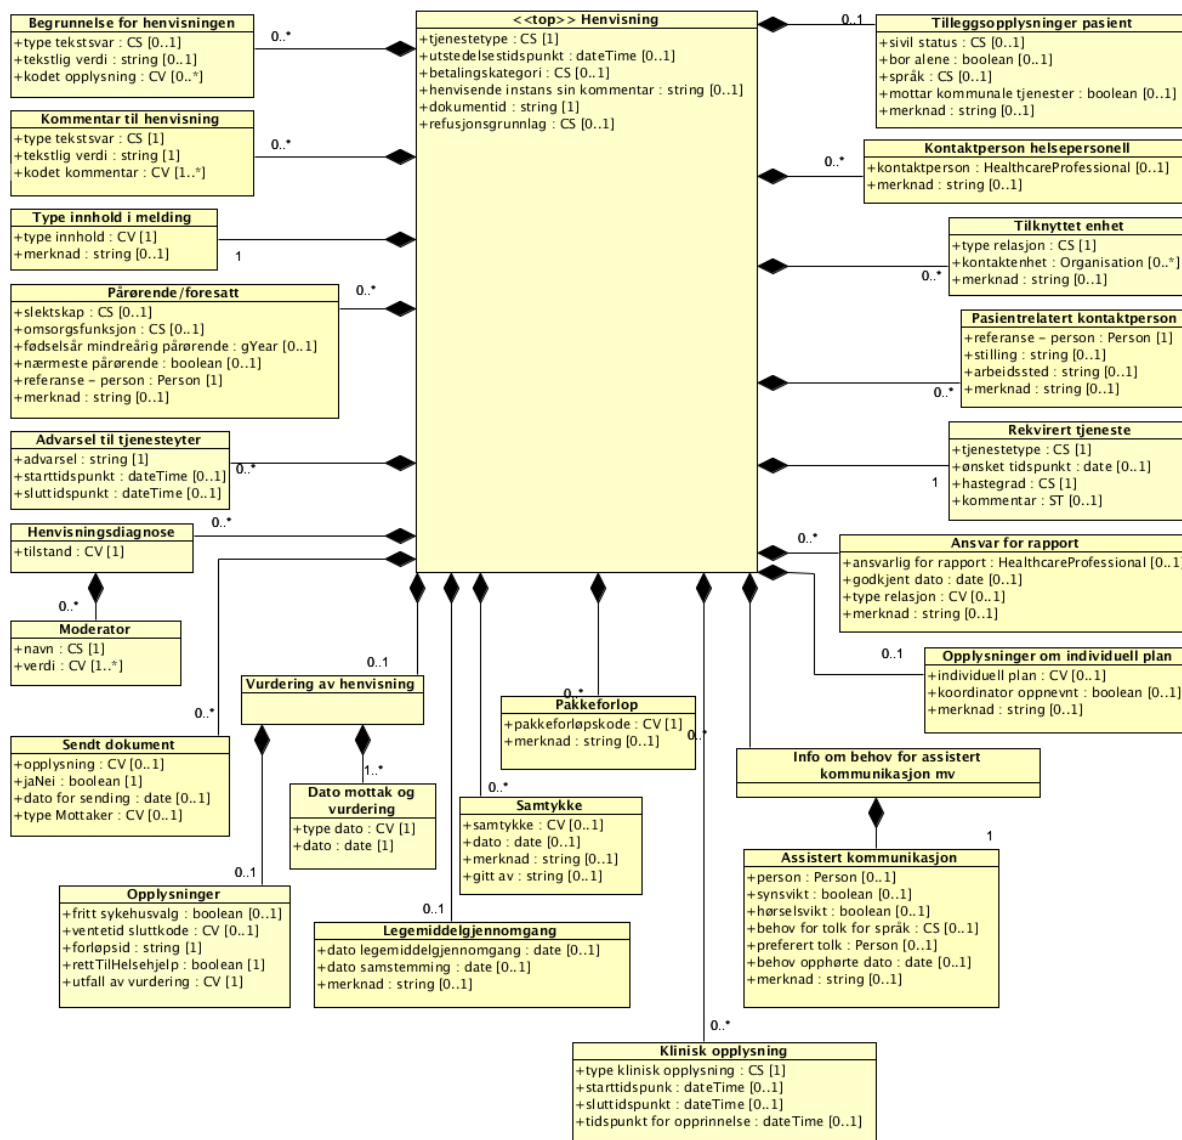 Begrunnelse for henvisningen
+type tekstsvar : CS [0..1]
+tekstlig verdi : string [0..1]
+kodet opplysning : CV [0..*]
0..*
Kommentar til henvisning
+type tekstsvar : CS [1]
+tekstlig verdi : string [1]
+kodet kommentar : CV [1..*]
0..*
Type innhold i melding
+type innhold : CV [1]
+merknad : string [0..1]
1
Pårørende/foresatt
+slektskap : CS [0..1]
+omsorgsfunksjon : CS [0..1]
+fødselsår mindreårig pårørende : gYear [0..1]
+nærmeste pårørende : boolean [0..1]
+referanse – person : Person [1]
+merknad : string [0..1]
0..*
Advarsel til tjenesteyter
+advarsel : string [1]
+starttidspunkt : dateTime [0..1]
+sluttidspunkt : dateTime [0..1]
0..*
Henvisningsdiagnose
+tilstand : CV [1]
0..*
0..*
Moderator
+navn : CS [1]
+verdi : CV [1..*]
0..*
Sendt dokument
+opplysning : CV [0..1]
+jaNei : boolean [1]
+dato for sending : date [0..1]
+type Mottaker : CV [0..1]
<<top>> Henvisning
+tjenestetype : CS [1]
+utstedelsestidspunkt : dateTime [0..1]
+betalingskategori : CS [0..1]
+henvisende instans sin kommentar : string [0..1]
+dokumentid : string [1]
+refusjonsgrunnlag : CS [0..1]
0..1
Tilleggsopplysninger pasient
+sivil status : CS [0..1]
+bor alene : boolean [0..1]
+språk : CS [0..1]
+mottar kommunale tjenester : boolean [0..1]
+merknad : string [0..1]
0..*
Kontaktperson helsepersonell
+kontaktperson : HealthcareProfessional [0..1]
+merknad : string [0..1]
0..*
Tilknyttet enhet
+type relasjon : CS [1]
+kontaktenhet : Organisation [0..*]
+merknad : string [0..1]
0..*
Pasientrelatert kontaktperson
+referanse – person : Person [1]
+stilling : string [0..1]
+arbeidssted : string [0..1]
+merknad : string [0..1]
1
Rekvirert tjeneste
+tjenestetype : CS [1]
+ønsket tidspunkt : date [0..1]
+hastegrad : CS [1]
+kommentar : ST [0..1]
0..*
Ansvar for rapport
+ansvarlig for rapport : HealthcareProfessional [0..1]
+godkjent dato : date [0..1]
+type relasjon : CV [0..1]
+merknad : string [0..1]
0..1
Opplysninger om individuell plan
+individuell plan : CV [0..1]
+koordinator oppnevnt : boolean [0..1]
+merknad : string [0..1]
0..1
Vurdering av henvisning
0..*
Pakkeforlop
+pakkeforløpskode : CV [1]
+merknad : string [0..1]
0..*
Info om behov for assistert
kommunikasjon mv
1..*
Dato mottak og
vurdering
+type dato : CV [1]
+dato : date [1]
0..*
Samtykke
+samtykke : CV [0..1]
+dato : date [0..1]
+merknad : string [0..1]
+gitt av : string [0..1]
1
Assistert kommunikasjon
+person : Person [0..1]
+synsvikt : boolean [0..1]
+hørselsvikt : boolean [0..1]
+behov for tolk for språk : CS [0..1]
+preferert tolk : Person [0..1]
+behov opphørte dato : date [0..1]
+merknad : string [0..1]
0..1
Opplysninger
+fritt sykehusvalg : boolean [0..1]
+ventetid sluttkode : CV [0..1]
+forløpsid : string [1]
+rettTilHelsehjelp : boolean [1]
+utfall av vurdering : CV [1]
0..1
Legemiddelgjennomgang
+dato legemiddelgjennomgang : date [0..1]
+dato samstemming : date [0..1]
+merknad : string [0..1]
0..*
Klinisk opplysning
+type klinisk opplysning : CS [1]
+starttidspunk : dateTime [0..1]
+sluttidspunkt : dateTime [0..1]
+tidspunkt for opprinnelse : dateTime [0..1]